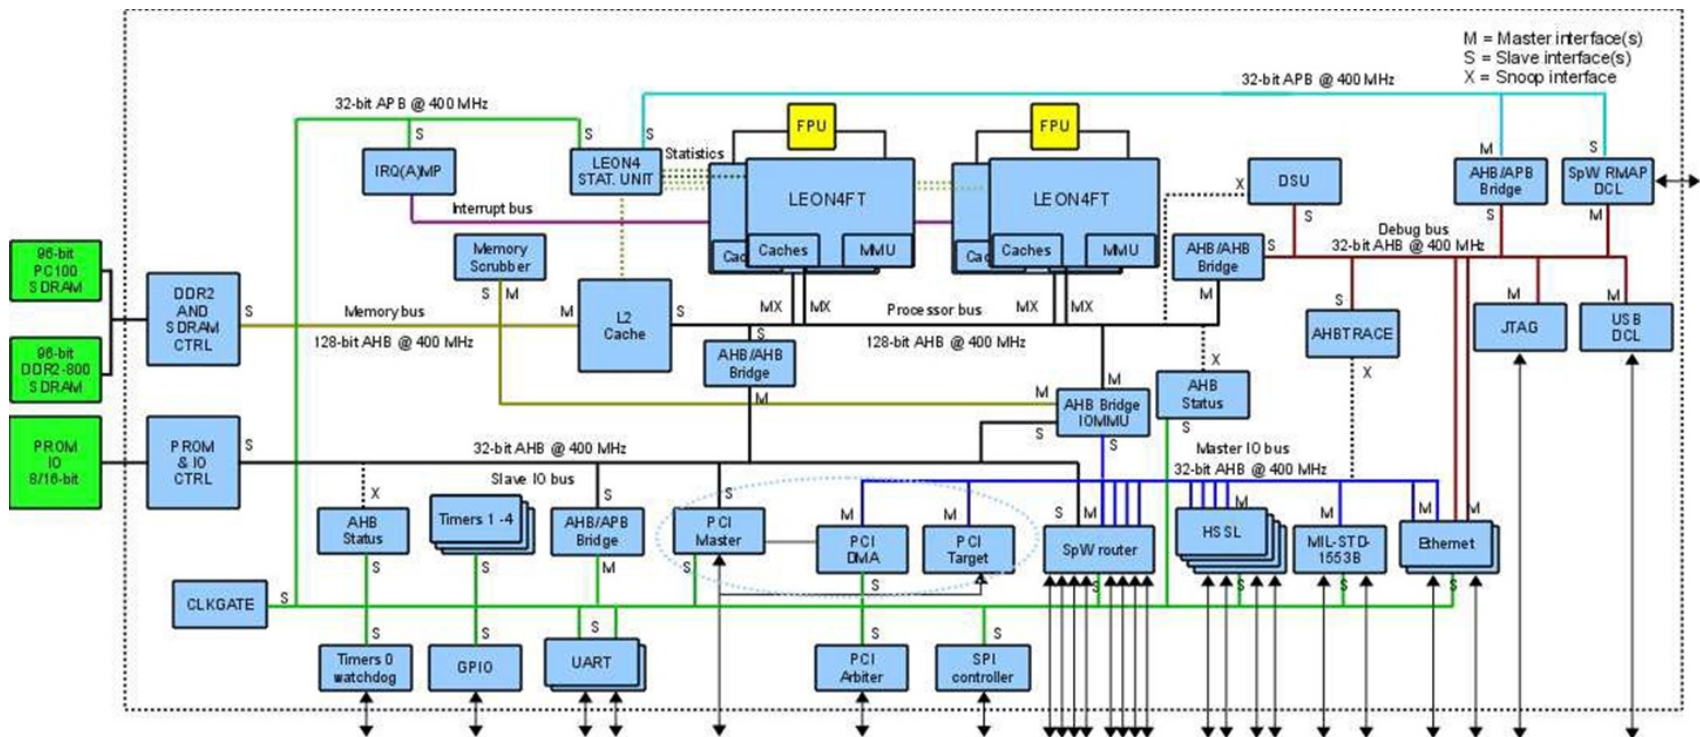 M = Master interface(s)
S = Slave interface(s)
X = Snoop interface
32-bit APB @ 400 MHz
32-bit APB @ 400 MHz
FPU
FPU
S
S
S
M
S
IRQ(A)MP
LEON4
STAT. UNIT
Statistics
LEON4FT
LEON4FT
X
DSU
AHB/APB
Bridge
SpW RMAP
DCL
Interrupt bus
S
S
M
Debug bus
32-bit AHB @ 400 MHz
96-bit
PC100
SDRAM
Memory
Scrubber
Cac
Caches
MMU
Cac
Caches
MMU
AHB/AHB
Bridge
S
DDR2
AND
SDRAM
CTRL
S
M
M
S
M
M
S
Memory bus
M
L2
Cache
S
MX
MX
Processor bus
MX
MX
128-bit AHB @ 400 MHz
128-bit AHB @ 400 MHz
AHBTRACE
JTAG
USB
DCL
96-bit
DDR2-800
SDRAM
S
AHB/AHB
Bridge
X
X
M
M
M
AHB Bridge
IOMMU
AHB
Status
S
S
S
PROM
IO
8/16-bit
PROM
& IO
CTRL
S
32-bit AHB @ 400 MHz
Slave IO bus
Master IO bus
32-bit AHB @ 400 MHz
X
S
S
M
M
S
M
M
M
M
M
AHB
Status
Timers 1 -4
AHB/APB
Bridge
PCI
Master
PCI
DMA
PCI
Target
SpW router
HSSL
MIL-STD-
1553B
Ethernet
S
S
M
S
S
S
S
S
S
CLKGATE
S
S
S
S
S
S
Timers 0
watchdog
GPIO
UART
PCI
Arbiter
SPI
controller